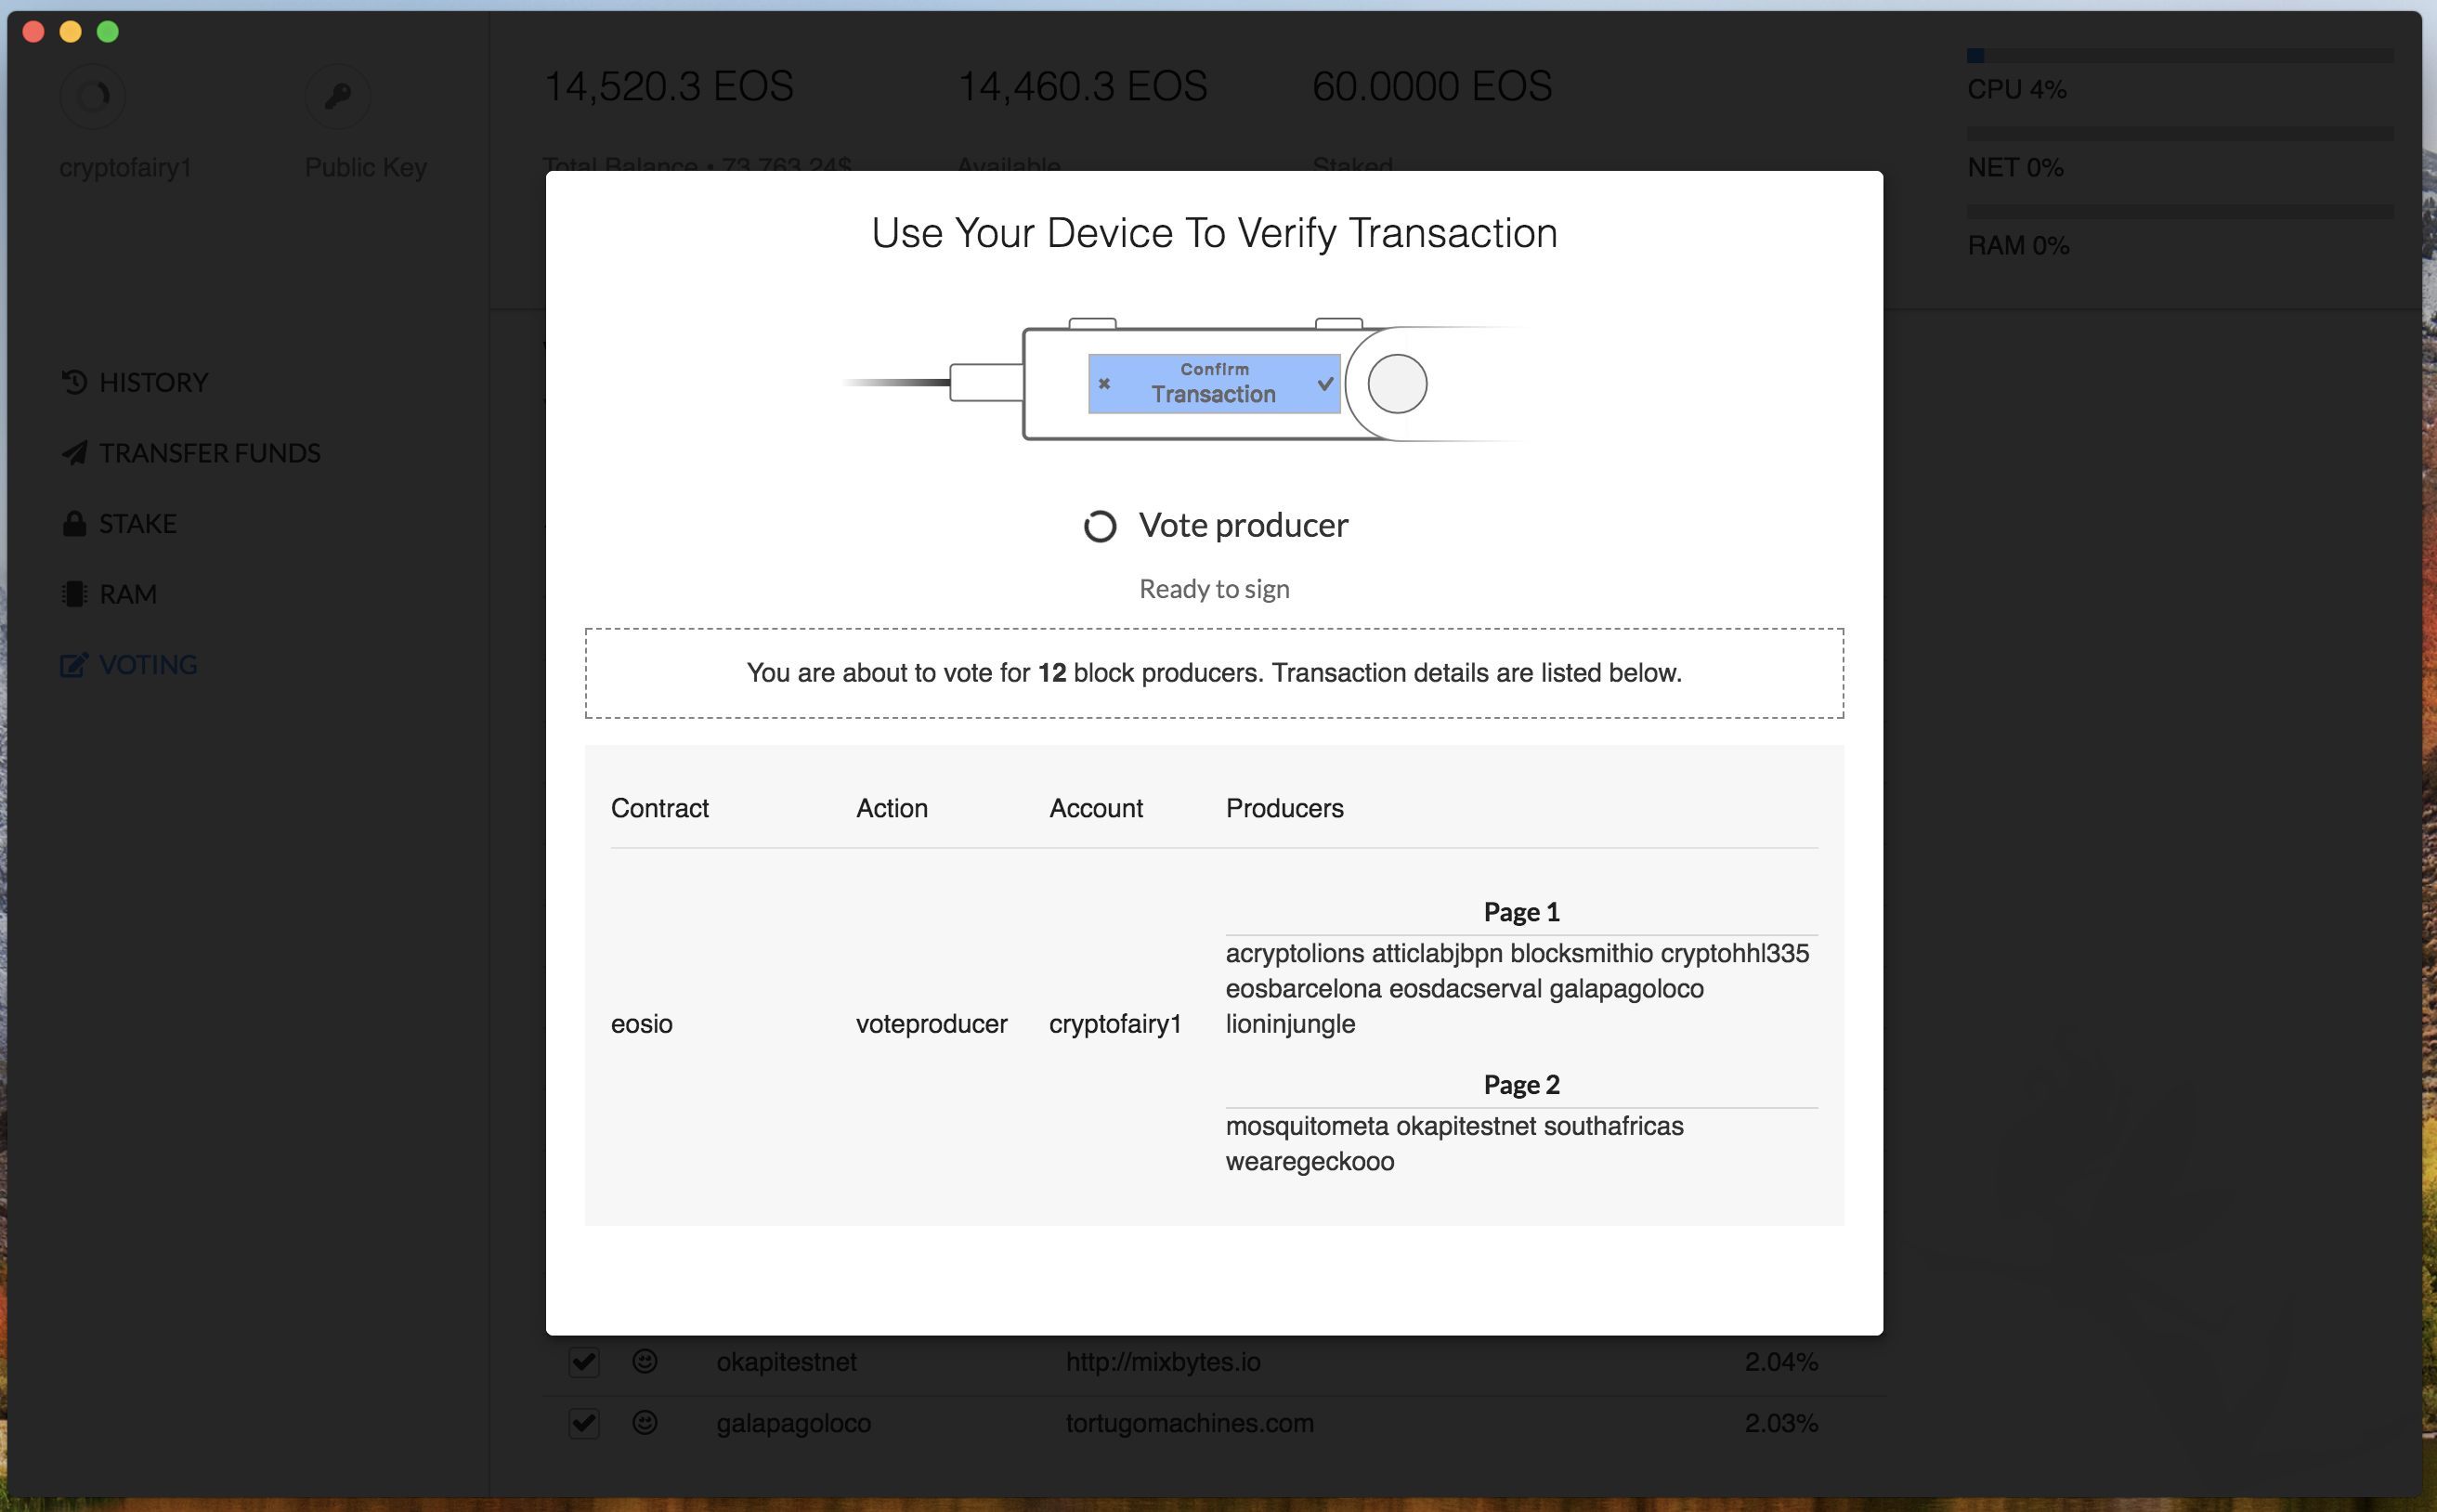 14,520.3 EOS
14,460.3 EOS
60.0000 EOS
CPU 4%
cryptofairy1
Public Key
Total Balance • 73,763.24$
Available
Staked
NET 0%
RAM 0%
HISTORY
TRANSFER FUNDS
STAKE
RAM
VOTING
Use Your Device To Verify Transaction
Confirm
Transaction
Vote producer
Ready to sign
You are about to vote for 12 block producers. Transaction details are listed below.
Contract Action Account Producers
Page 1
acryptolions atticlabjbpn blocksmithio cryptohhl335
eosbarcelona eosdacserval galapagoloco
lioninjungle
eosio voteproducer cryptofairy1
Page 2
mosquitometa okapitestnet southafricas
wearegeckooo
okapitestnet http://mixbytes.io 2.04%
galapagoloco tortugomachines.com 2.03%